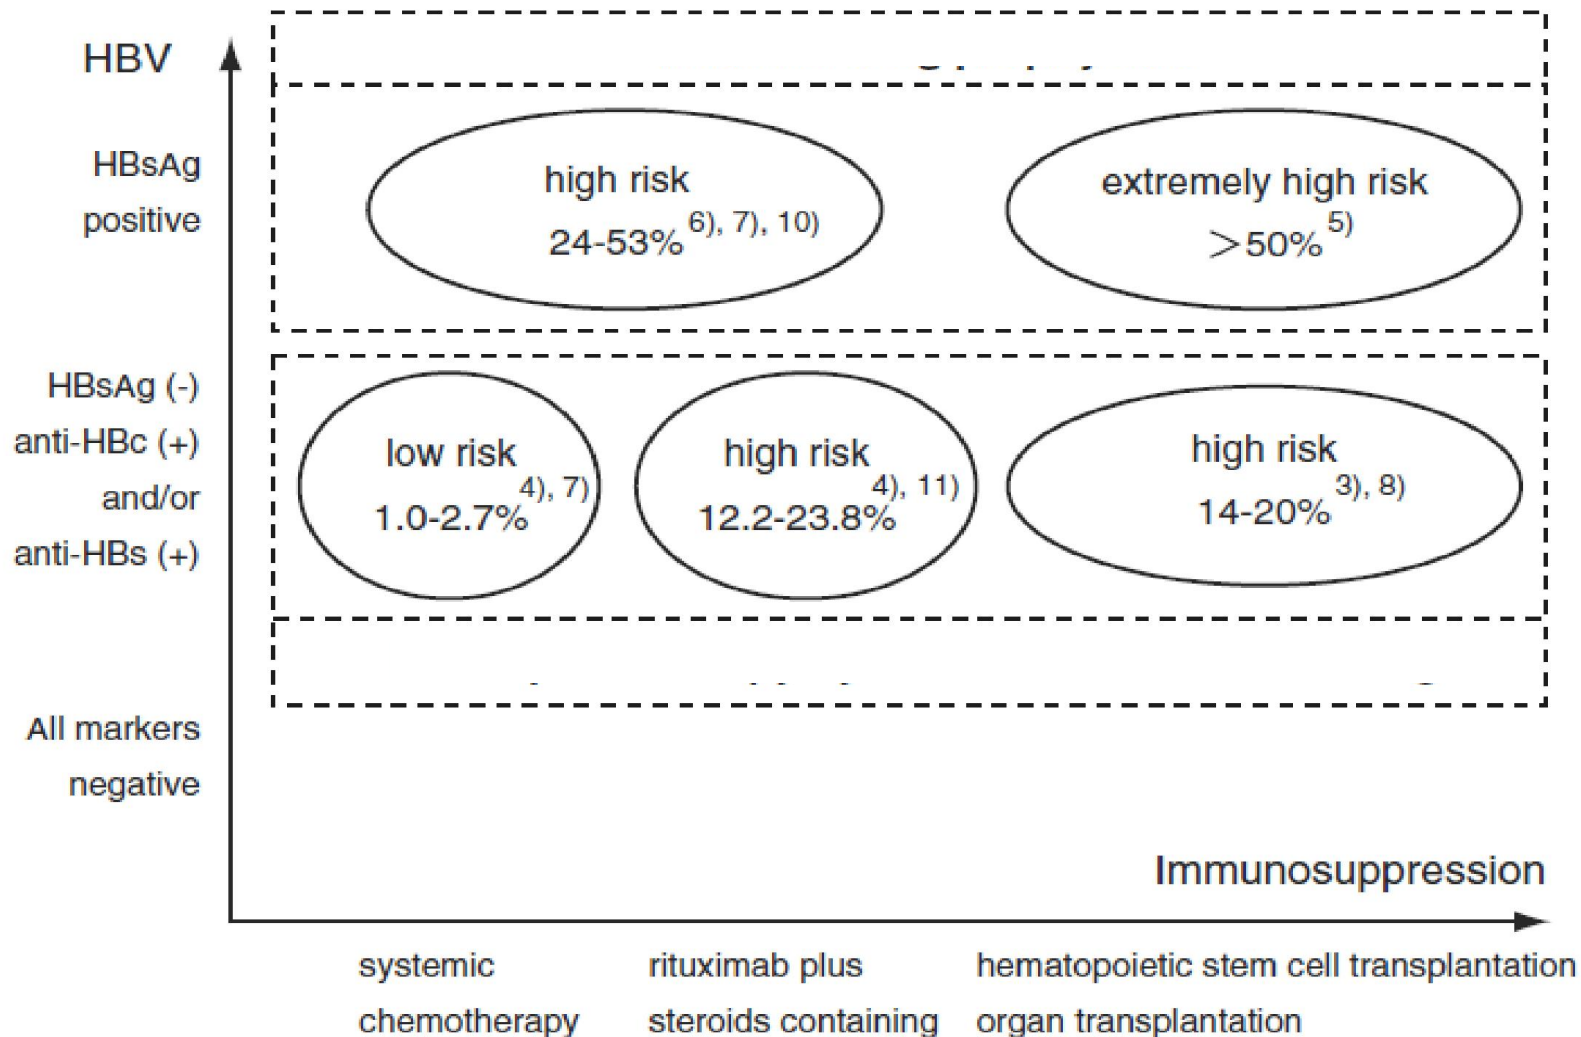 HBV
HBsAg
positive
high risk
24-53% 6), 7), 10)
extremely high risk
>50% 5)
HBsAg (-)
anti-HBc (+)
and/or
anti-HBs (+)
low risk
1.0-2.7% 4), 7)
high risk
12.2-23.8% 4), 11)
high risk
14-20% 3), 8)
All markers
negative
Immunosuppression
systemic
chemotherapy
rituximab plus
steroids containing
hematopoietic stem cell transplantation
organ transplantation